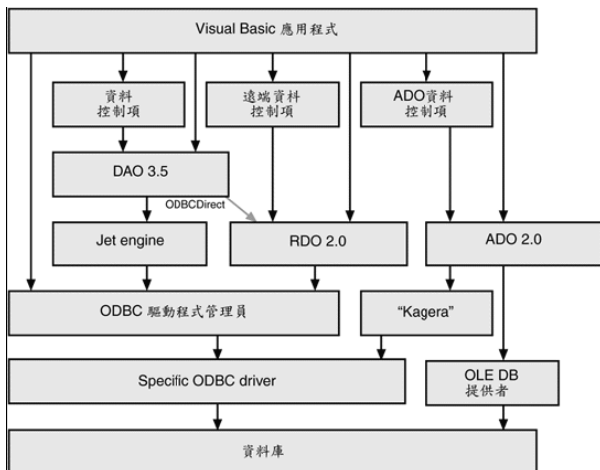 Visual Basic 應用程式
資料
控制項
遠端資料
控制項
ADO資料
控制項
DAO 3.5
ODBCDirect
Jet engine
RDO 2.0
ADO 2.0
ODBC 驅動程式管理員
“Kagera”
Specific ODBC driver
OLE DB
提供者
資料庫